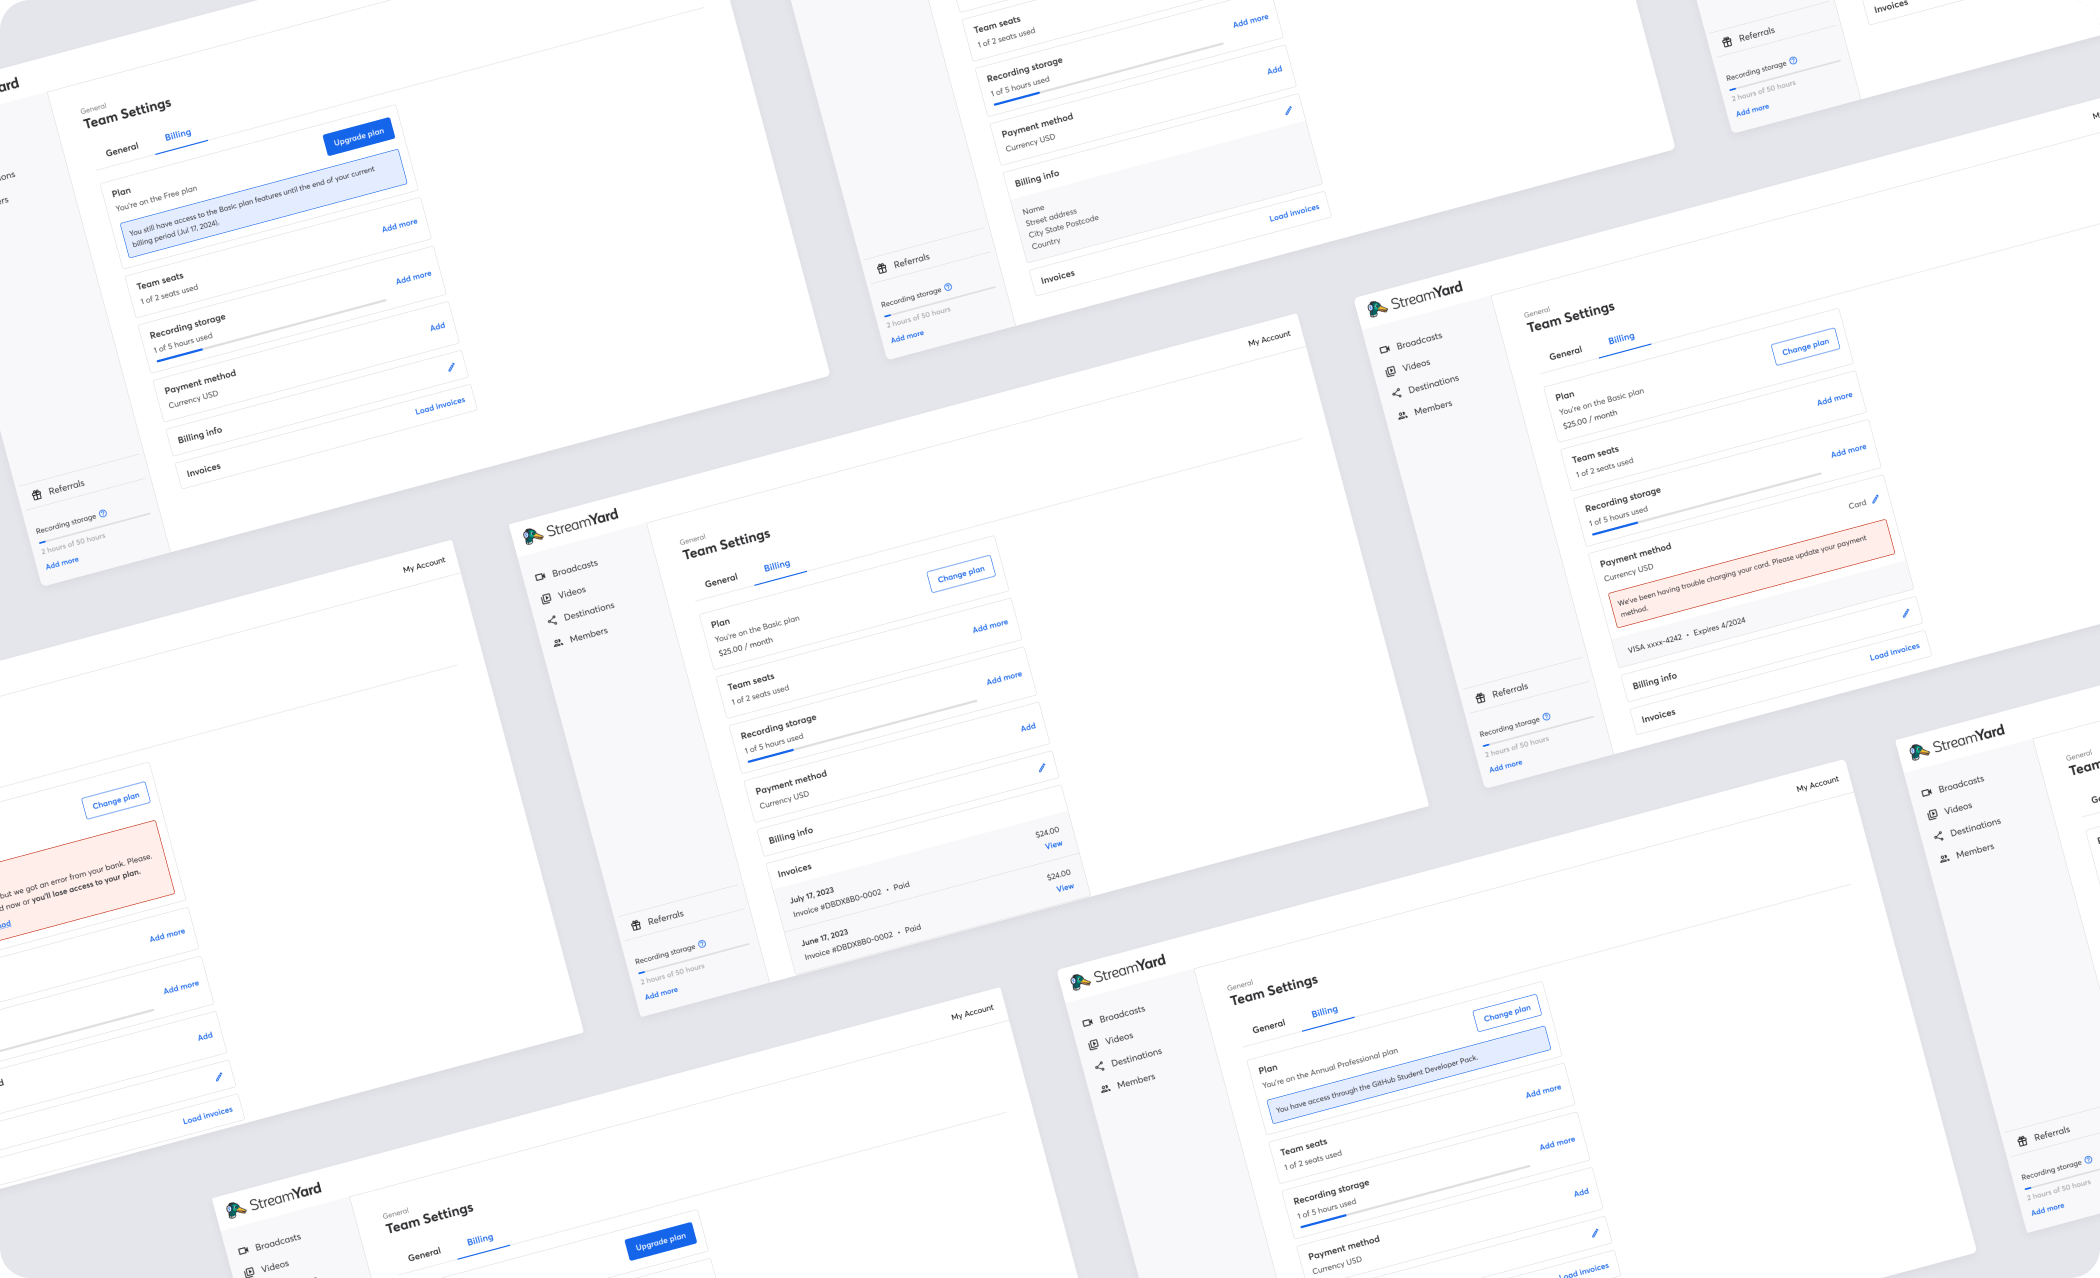 ard
ons
ers
General
Team Settings
General
Billing
Upgrade plan
Plan
You're on the Free plan
You still have access to the Basic plan features until the end of your current
billing period (Jul 17, 2024).
Team seats
1 of 2 seats used
Add more
Recording storage
1 of 5 hours used
Add more
Payment method
Currency USD
Add
Billing info
Invoices
Load invoices
Referrals
Recording storage
2 hours of 50 hours
Add more
Team seats
1 of 2 seats used
Add more
Recording storage
1 of 5 hours used
Payment method
Currency USD
Add
Billing info
Name
Street address
City State Postcode
Country
Invoices
Load invoices
Referrals
Recording storage
2 hours of 50 hours
Add more
Invoices
Referrals
Recording storage
2 hours of 50 hours
Add more
My Account
Change plan
but we got an error from your bank. Please
d now or you'll lose access to your plan.
Add more
Add more
Add
Load invoices
StreamYard
My Account
Broadcasts
Videos
Destinations
Members
General
Team Settings
General
Billing
Change plan
Plan
You're on the Basic plan
$25.00 / month
Team seats
1 of 2 seats used
Add more
Recording storage
1 of 5 hours used
Add more
Payment method
Currency USD
Add
Billing info
Invoices
July 17, 2023
Invoice #DBDX8B0-0002 • Paid
$24.00
View
June 17, 2023
Invoice #DBDX8B0-0002 • Paid
$24.00
View
Referrals
Recording storage
2 hours of 50 hours
Add more
StreamYard
M
Broadcasts
Videos
Destinations
Members
General
Team Settings
General
Billing
Change plan
Plan
You're on the Basic plan
$25.00 / month
Team seats
1 of 2 seats used
Add more
Recording storage
1 of 5 hours used
Add more
Payment method
Currency USD
Card
We've been having trouble charging your card. Please update your payment
method.
VISA xxxx-4242 • Expires 4/2024
Billing info
Invoices
Load invoices
Referrals
Recording storage
2 hours of 50 hours
Add more
StreamYard
My Account
Broadcasts
Videos
General
Team Settings
General
Billing
Upgrade plan
StreamYard
My Account
Broadcasts
Videos
Destinations
Members
General
Team Settings
General
Billing
Change plan
Plan
You're on the Annual Professional plan
You have access through the GitHub Student Developer Pack.
Team seats
1 of 2 seats used
Add more
Recording storage
1 of 5 hours used
Add more
Payment method
Currency USD
Add
Load invoices
StreamYard
Broadcasts
Videos
Destinations
Members
General
Team
Ge
Referrals
Recording storage
2 hours of 50 hours
Add more